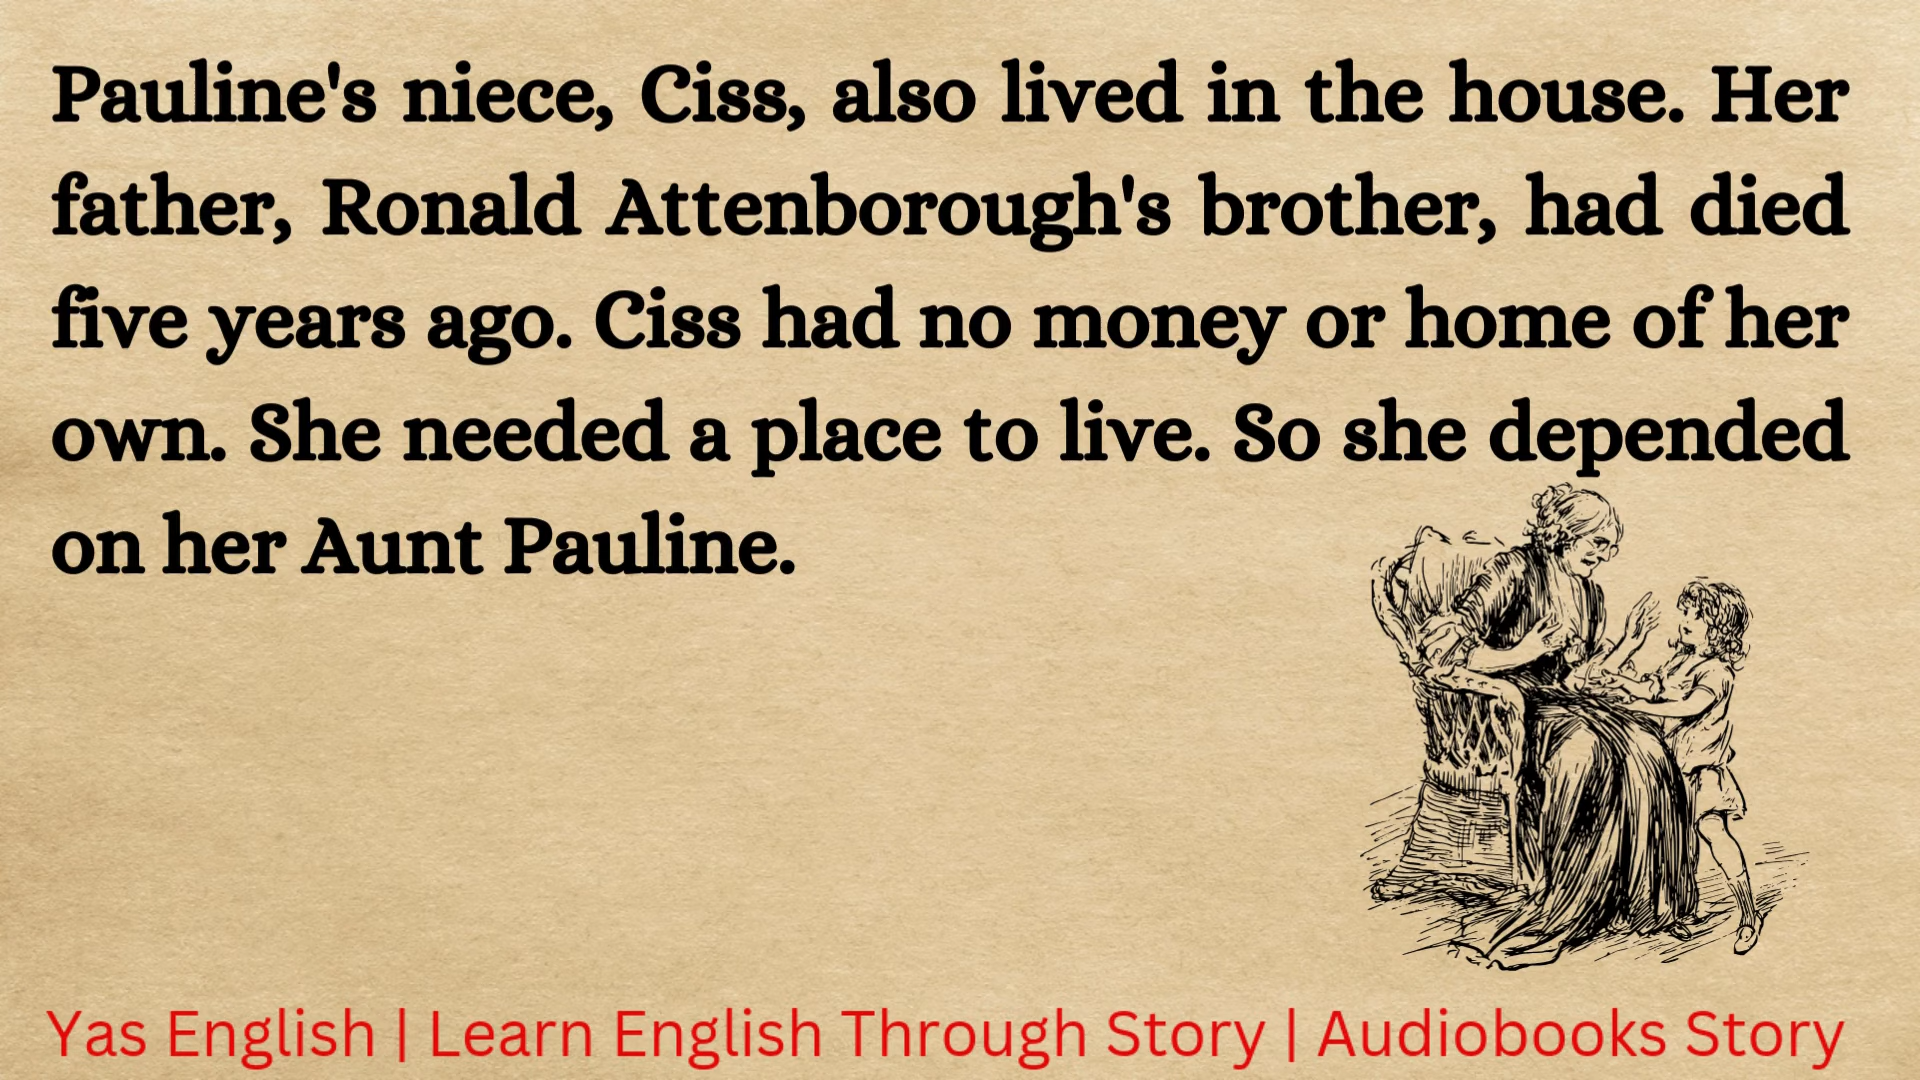 Pauline's niece, Ciss, also lived in the house. Her
father, Ronald Attenborough's brother, had died
five years ago. Ciss had no money or home of her
own. She needed a place to live. So she depended
on her Aunt Pauline.
Yas English | Learn English Through Story | Audiobooks Story